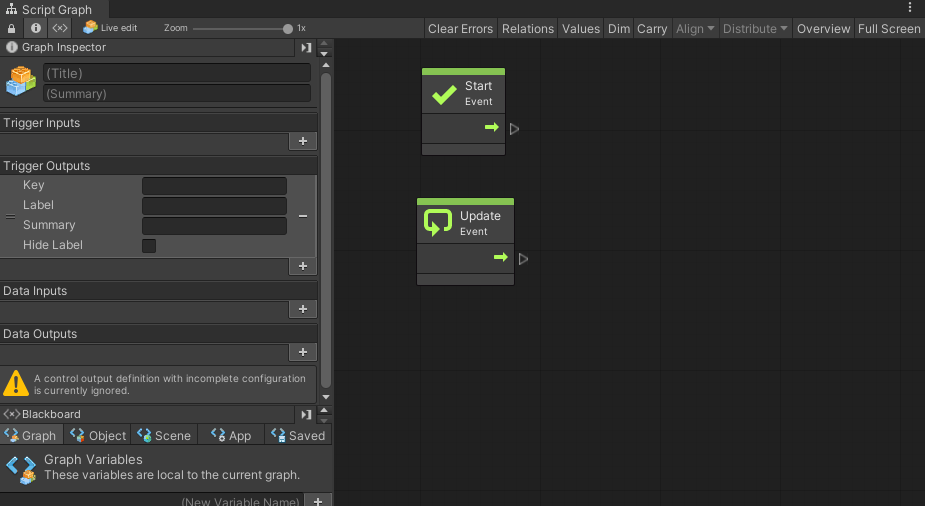 Script Graph
Live edit
Zoom
1x
Clear Errors
Relations
Values
Dim
Carry
Align
Distribute
Overview
Full Screen
Graph Inspector
(Title)
(Summary)
Trigger Inputs
+
Trigger Outputs
Key
Label
Summary
Hide Label
+
Data Inputs
+
Data Outputs
+
A control output definition with incomplete configuration
is currently ignored.
Blackboard
Graph
Object
Scene
App
Saved
Graph Variables
These variables are local to the current graph.
(New Variable Name)
+
Start
Event
Update
Event